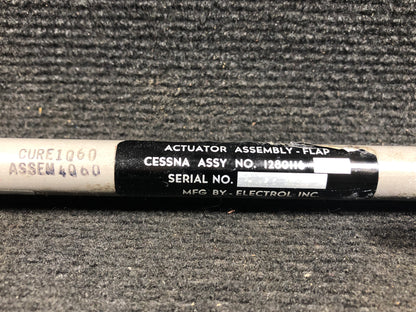 CURE1Q60
ASSEM4Q60
ACTUATOR ASSEMBLY-FLAP
CESSNA ASSY NO. 1260116
SERIAL NO.
MFG BY-ELECTROL INC.